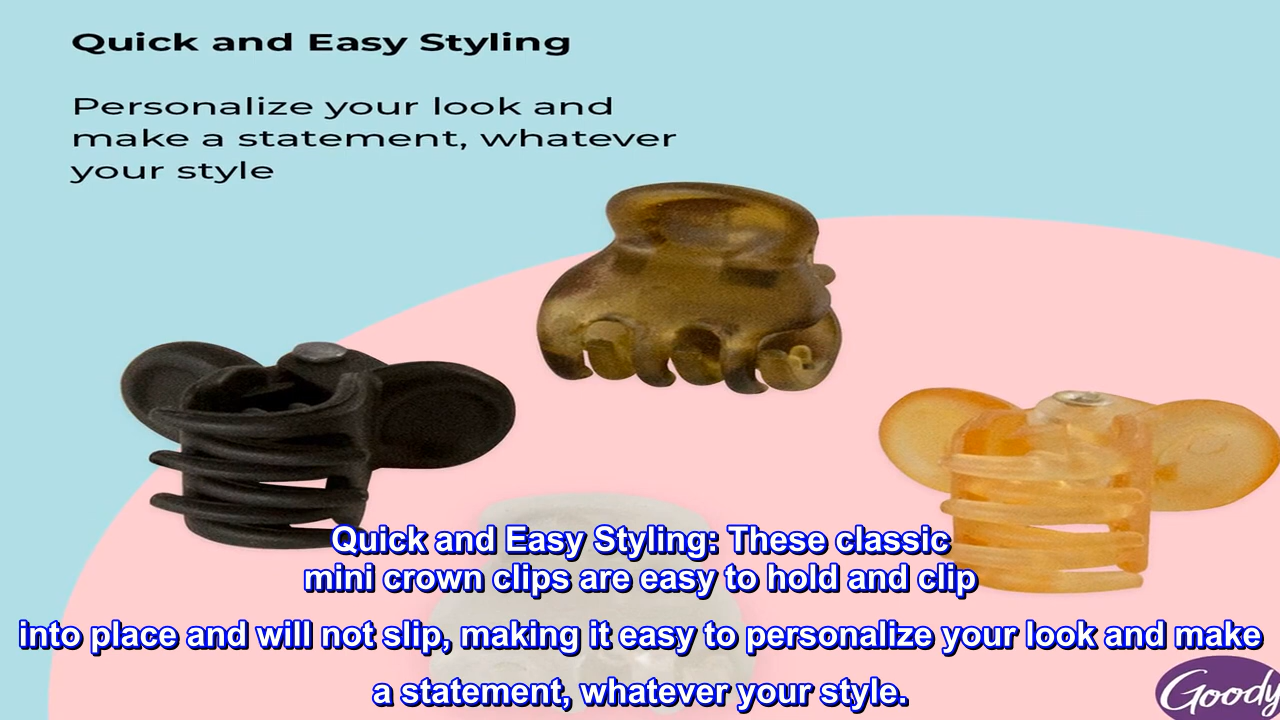 Quick and Easy Styling
Personalize your look and
make a statement, whatever
your style
Quick and Easy Styling: These classic
mini crown clips are easy to hold and clip
into place and will not slip, making it easy to personalize your look and make
a statement, whatever your style.
Goody